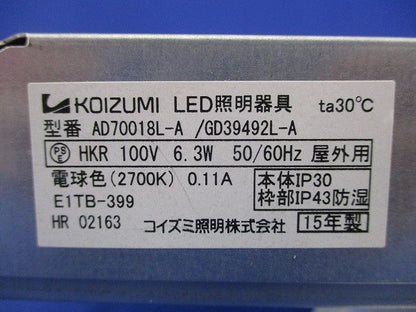 KOIZUMI LED照明器具 ta30℃
型番 AD70018L-A /GD39492L-A
PS E HKR 100V 6.3W 50/60Hz 屋外用
電球色(2700K) 0.11A 本体IP30
E1TB-399 枠部IP43防湿
HR 02163 コイズミ照明株式会社 15年製